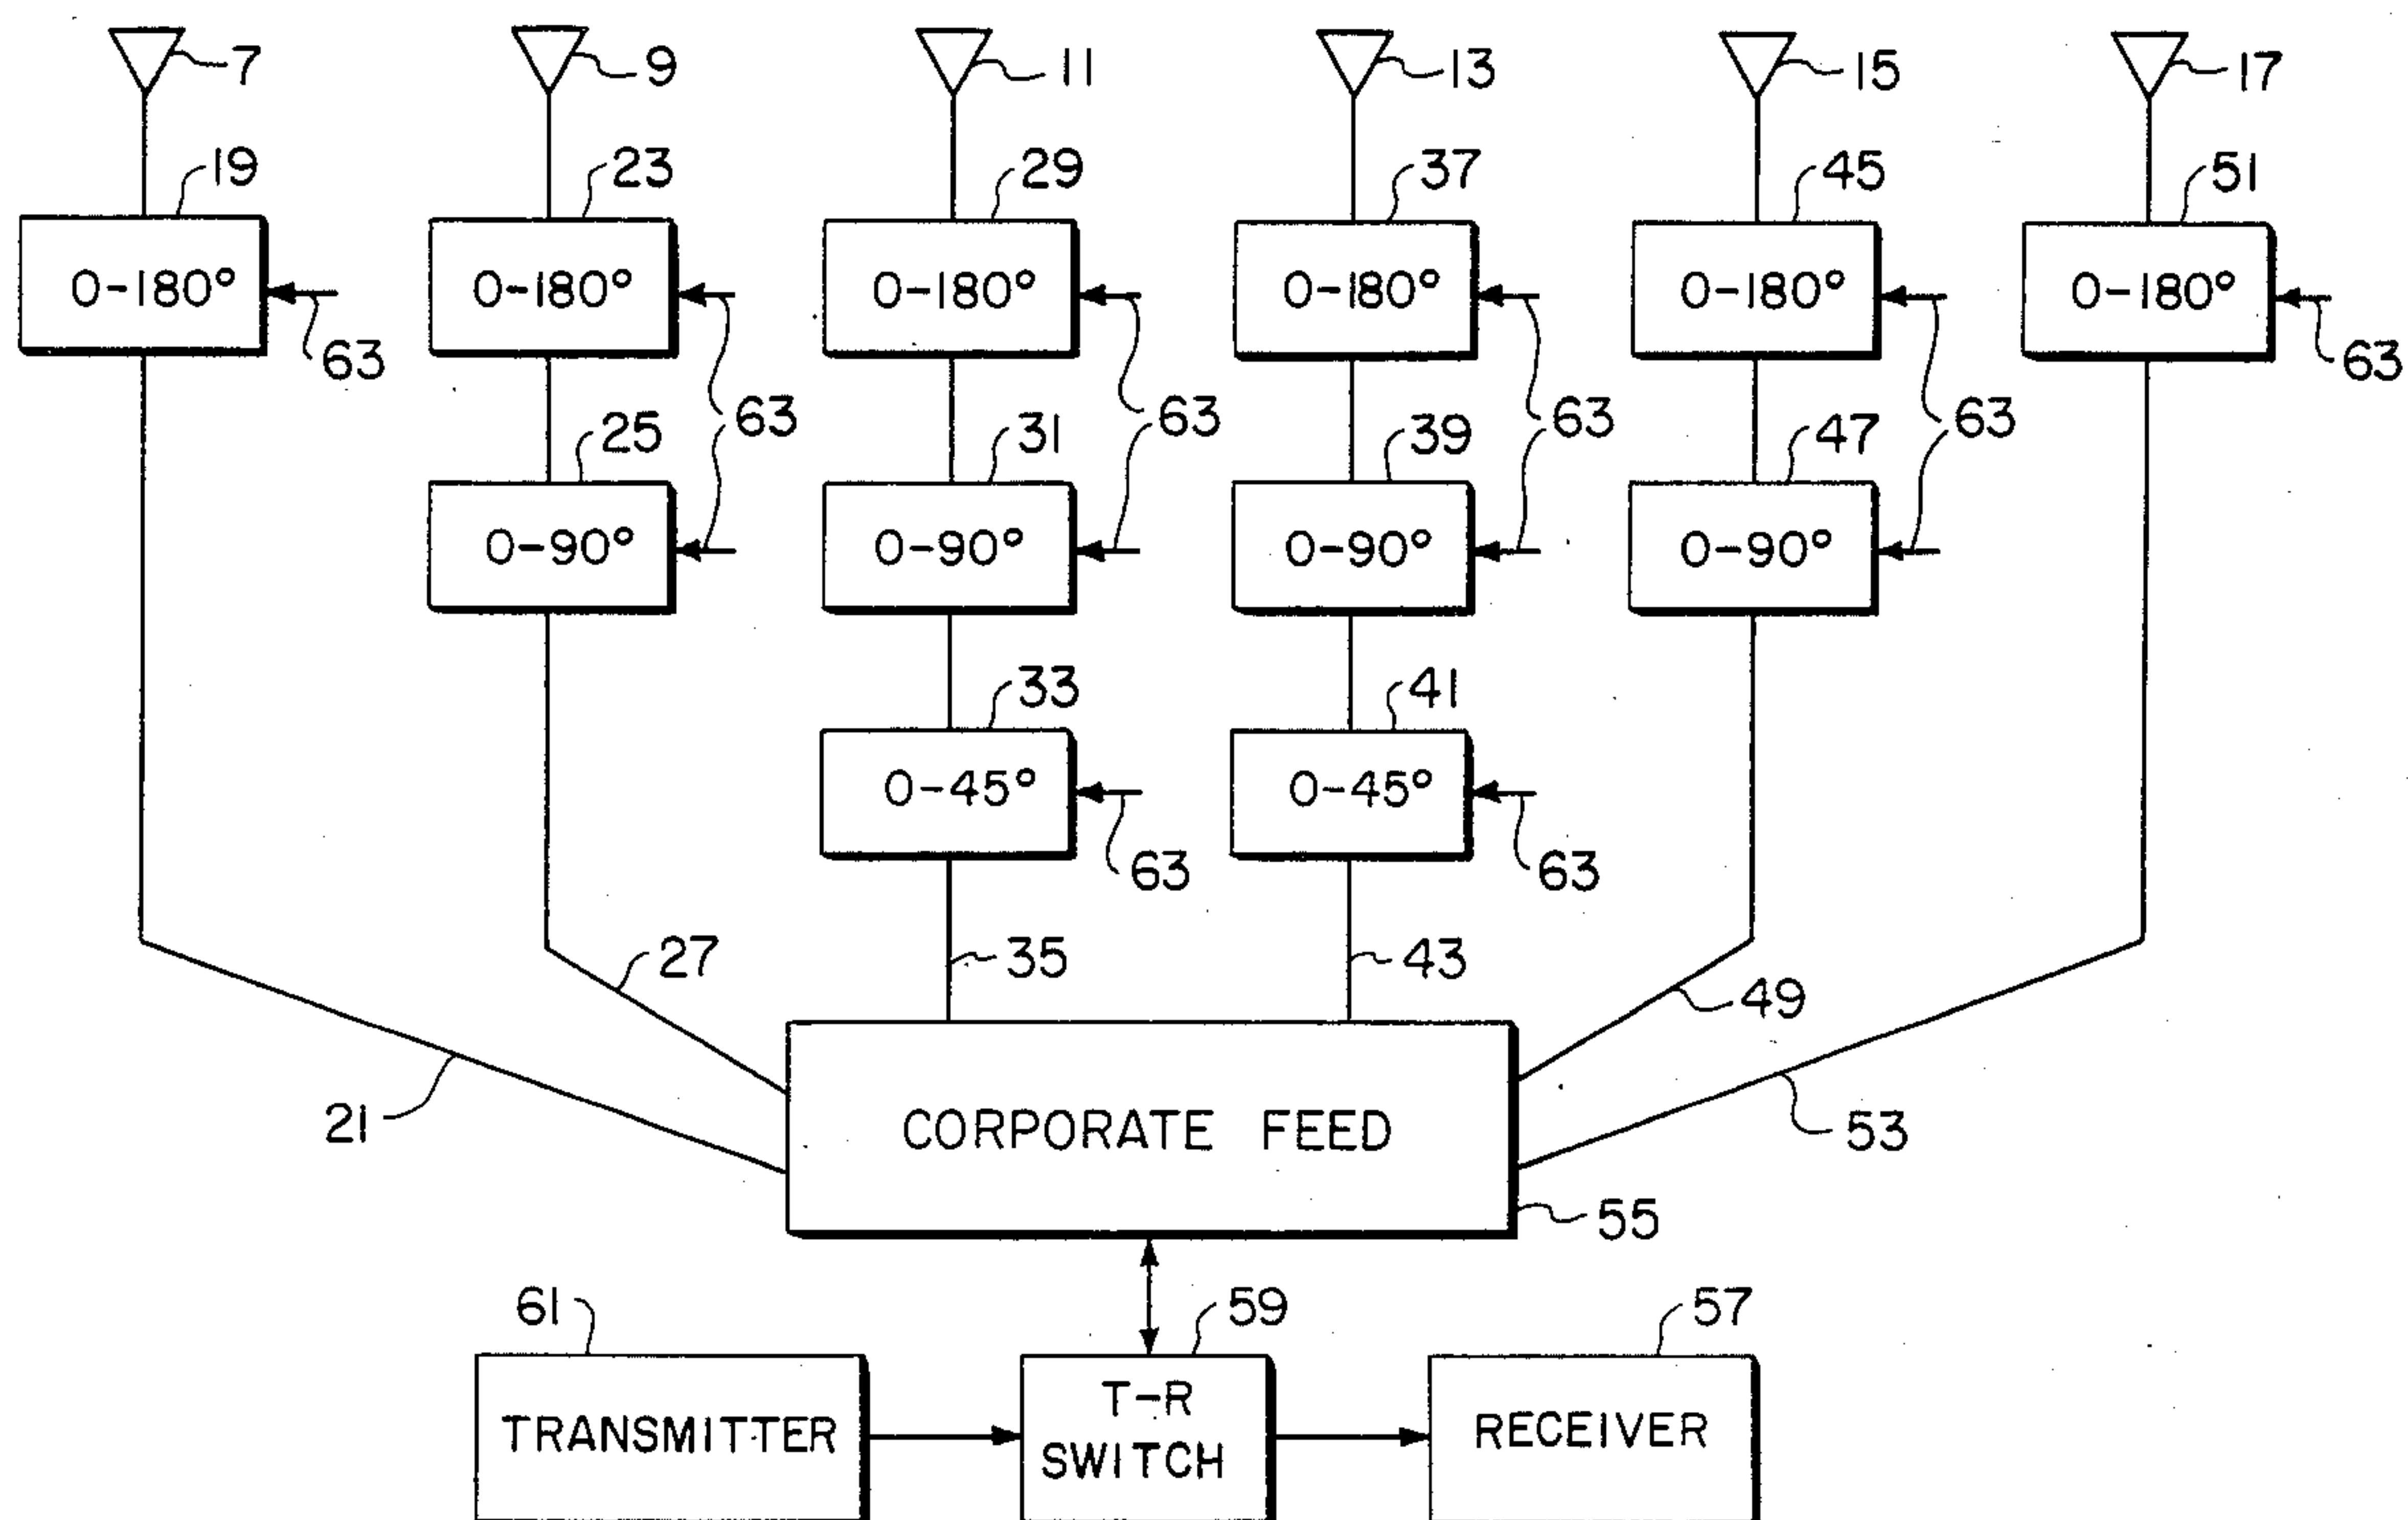 7 9 11 13 15 17
19 23 29 37 45 51
0-180° 0-180° 0-180° 0-180° 0-180° 0-180°
63 63
63 63 63 63
25 31 39 47
0-90° 0-90° 0-90° 0-90°
33 41
0-45° 0-45°
63 63
27 35 43 49
21 53
CORPORATE FEED
55
61 59 57
TRANSMITTER
T-R
SWITCH
RECEIVER